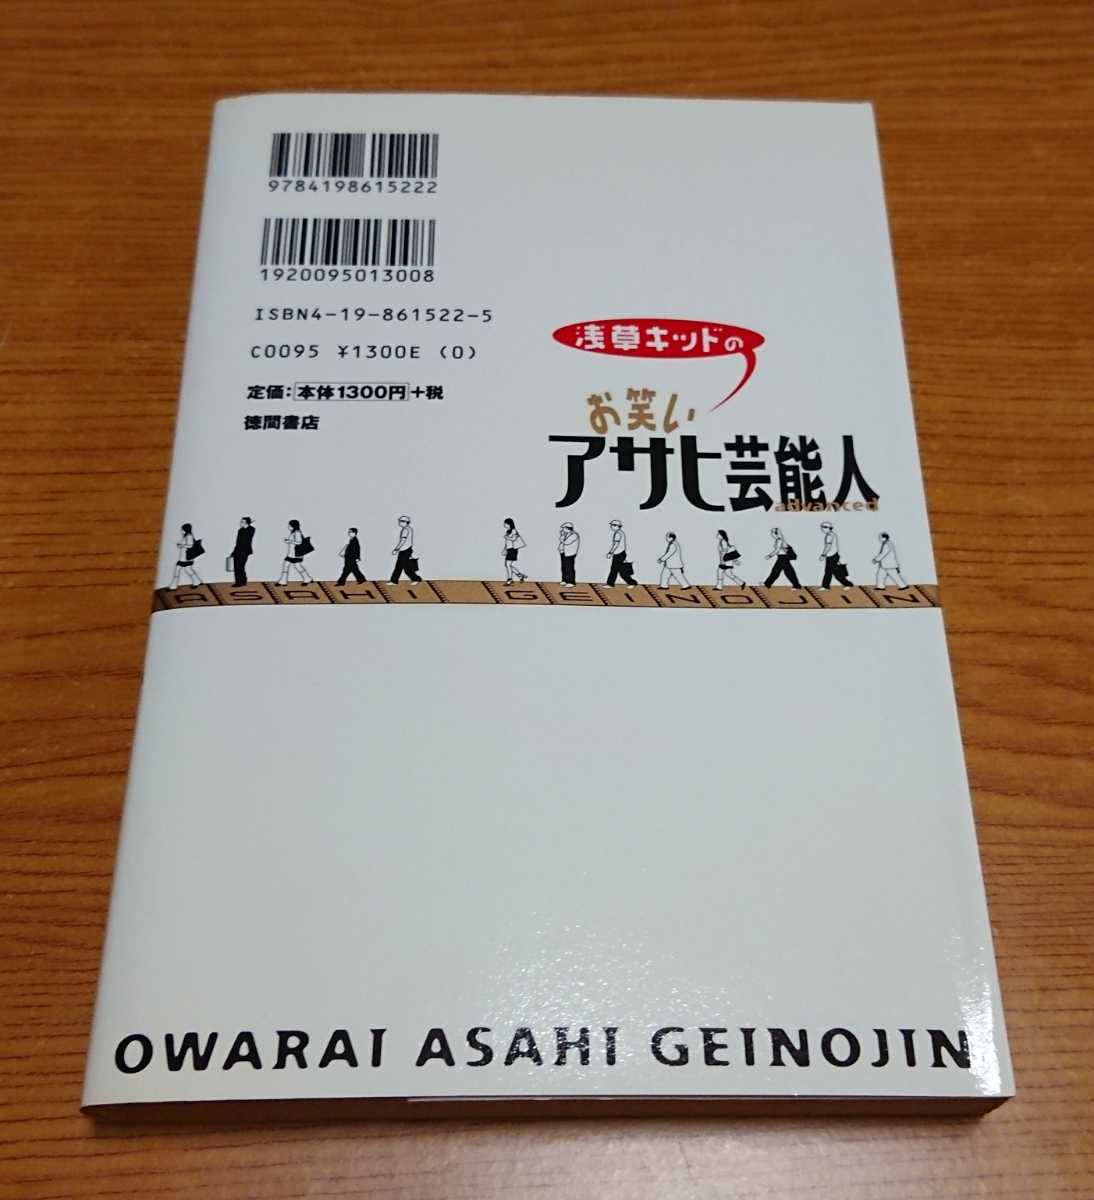 9784198615222
1920095013008
ISBN4-19-861522-5
C0095 ¥1300E (0)
定価：本体1300円+税
徳間書店
浅草キッドの
お笑い
アサヒ芸能人
advanced
ASAHI GEINOJIN
OWARAI ASAHI GEINOJIN